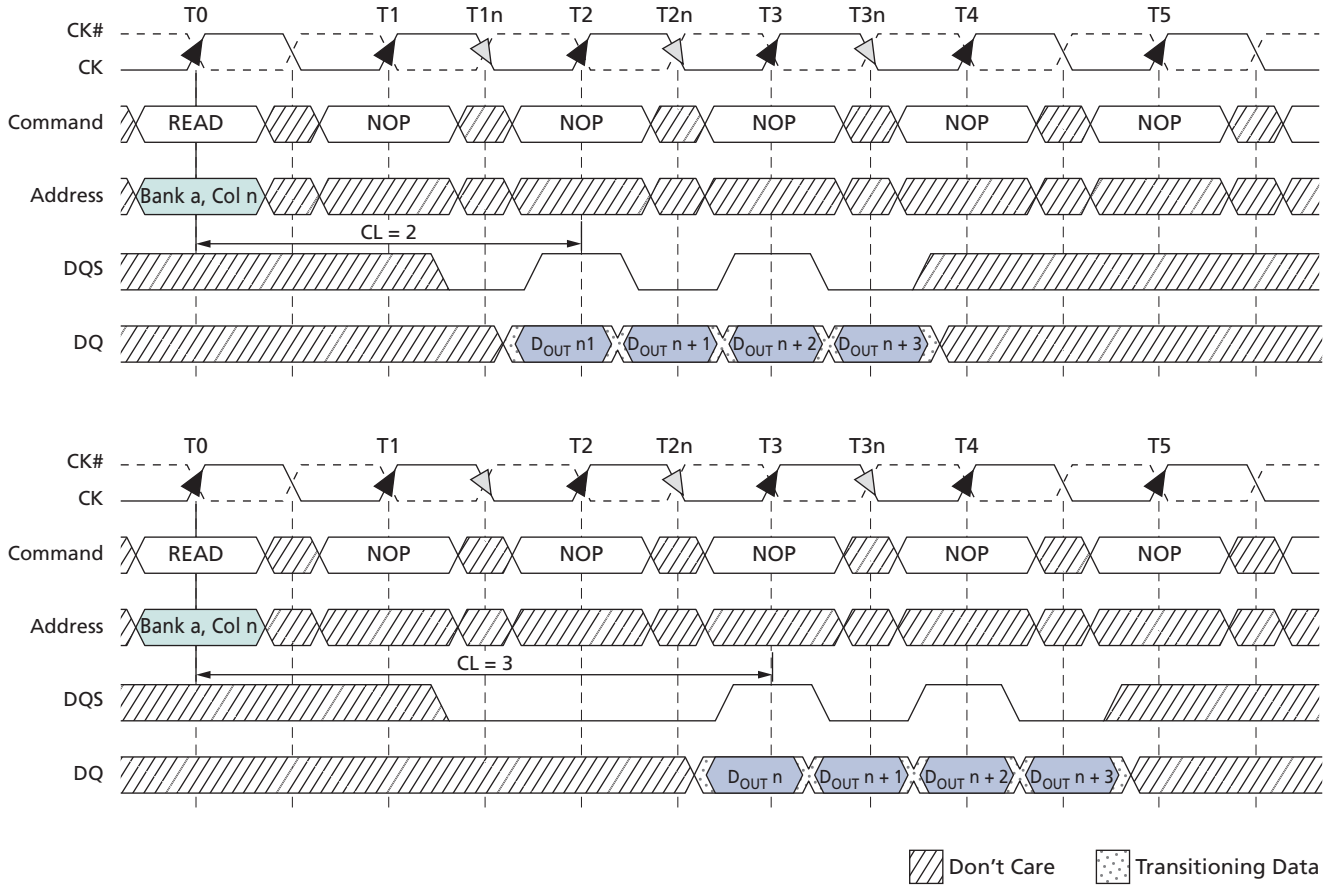 T0 T1 T1n T2 T2n T3 T3n T4 T5
CK#
CK
Command READ NOP NOP NOP NOP NOP
Address Bank a, Col n
CL = 2
DQS
DQ DOUT n1 DOUT n + 1 DOUT n + 2 DOUT n + 3
T0 T1 T2 T2n T3 T3n T4 T5
CK#
CK
Command READ NOP NOP NOP NOP NOP
Address Bank a, Col n
CL = 3
DQS
DQ DOUT n DOUT n + 1 DOUT n + 2 DOUT n + 3
Don't Care Transitioning Data